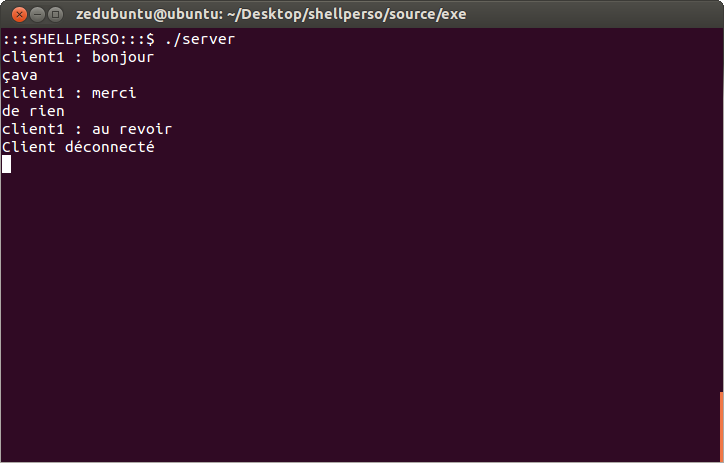 zedubuntu@ubuntu: ~/Desktop/shellperso/source/exe
:::SHELLPERSO:::$ ./server
client1 : bonjour
çava
client1 : merci
de rien
client1 : au revoir
Client déconnecté